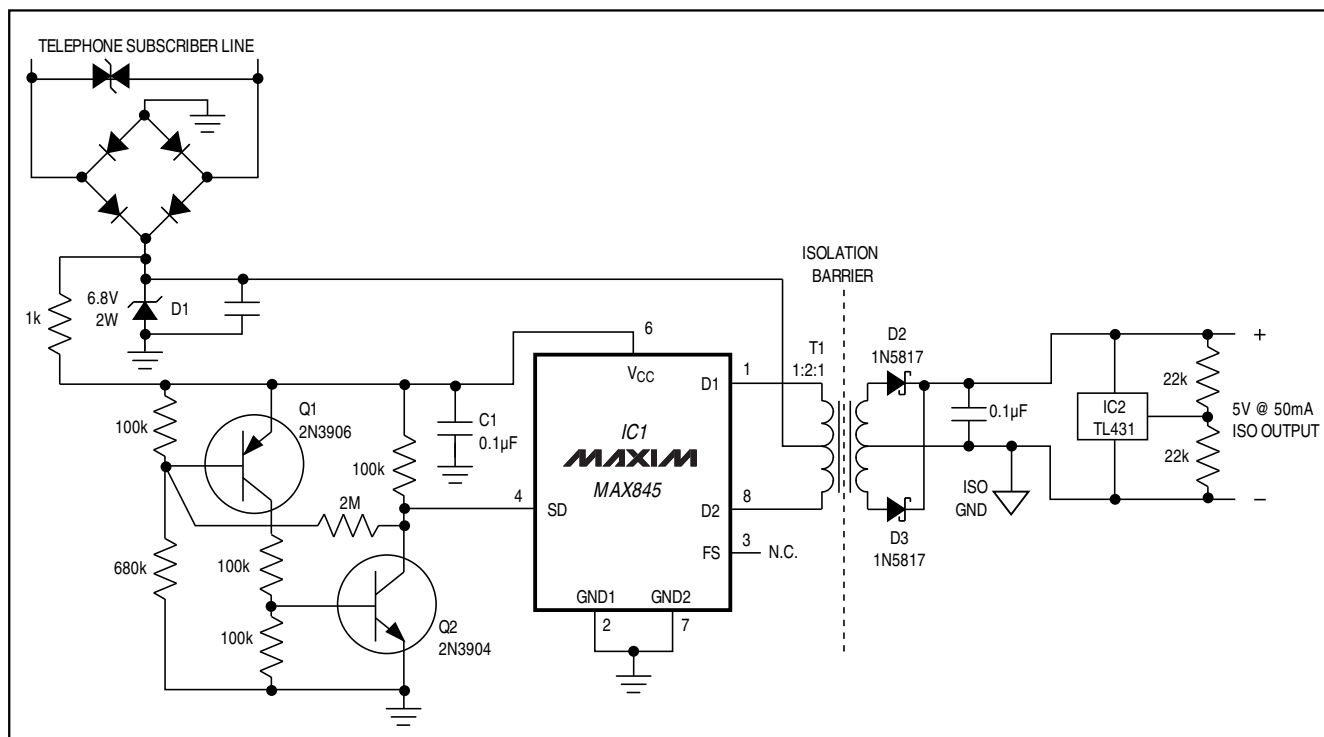 TELEPHONE SUBSCRIBER LINE
1k
6.8V
2W
D1
ISOLATION
BARRIER
6
VCC
D1
1
T1
1:2:1
D2
1N5817
+
100k
Q1
2N3906
C1
0.1µF
IC1
MAXIM
MAX845
0.1µF
IC2
TL431
22k
5V @ 50mA
ISO OUTPUT
22k
100k
2M
4
SD
D2
8
ISO
GND
–
D3
1N5817
FS
3
N.C.
680k
100k
100k
Q2
2N3904
GND1
GND2
2
7